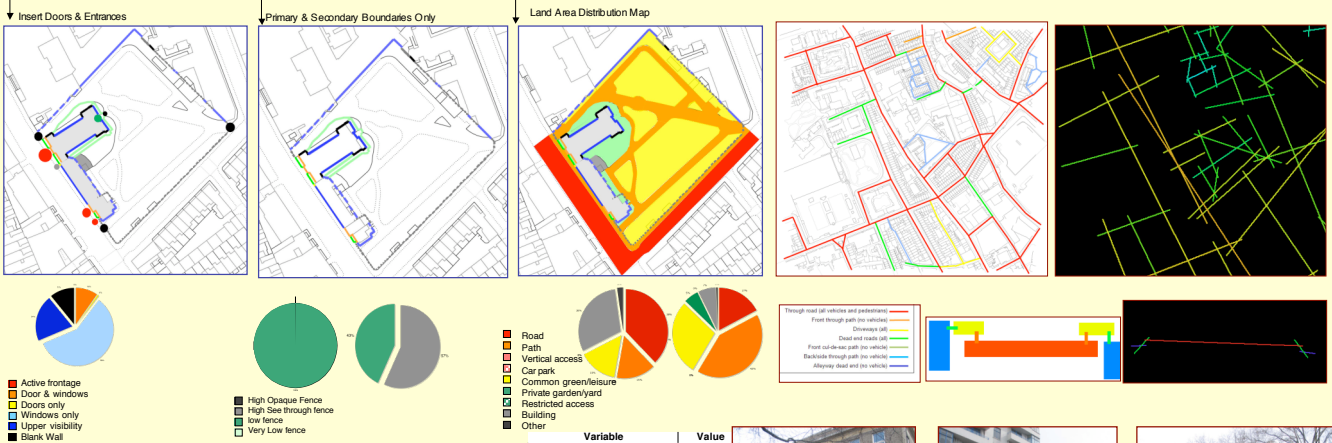 Insert Doors & Entrances
Primary & Secondary Boundaries Only
Land Area Distribution Map
Active frontage
Door & windows
Doors only
Windows only
Upper visibility
Blank Wall
High Opaque Fence
High See through fence
low fence
Very Low fence
Road
Path
Vertical access
Car park
Common green/leisure
Private garden/yard
Restricted access
Building
Other
Through road (all vehicles and pedestrians)
Front through path (no vehicles)
Driveways (all)
Dead end roads (all)
Front cul-de-sac path (no vehicle)
Back/side through path (no vehicle)
Alleyway dead end (no vehicle)
Variable Value